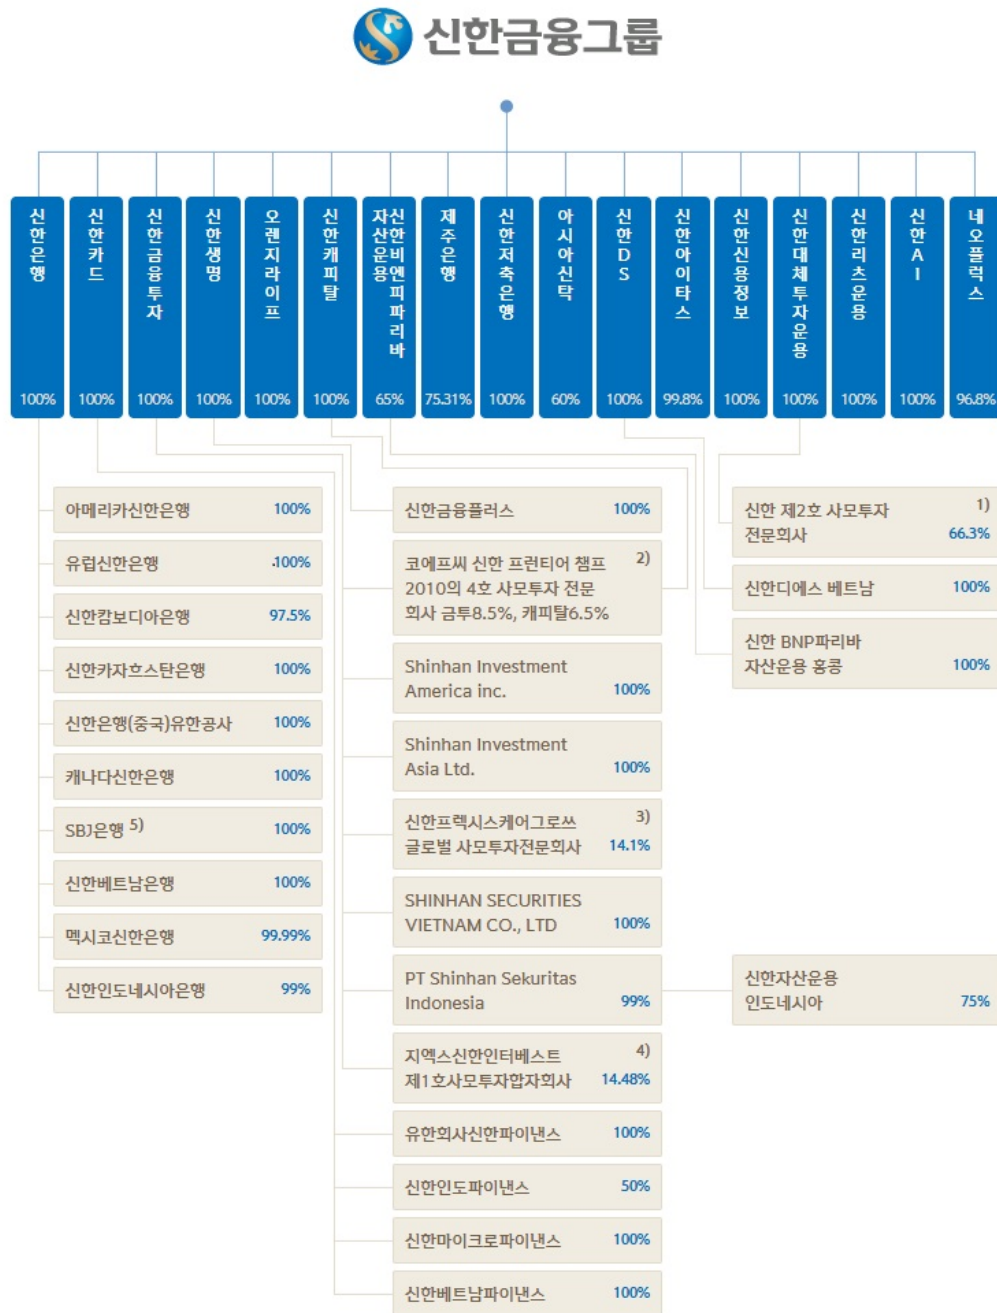 신한금융그룹
신한은행
100%
신한카드
100%
신한금융투자
100%
신한생명
100%
오렌지라이프
100%
신한캐피탈
100%
신한비엔피파리바
자산운용
65%
제주은행
75.31%
신한저축은행
100%
아시아신탁
60%
신한DS
100%
신한아이타스
99.8%
신한신용정보
100%
신한대체투자운용
100%
신한리츠운용
100%
신한AI
100%
네오플럭스
96.8%
아메리카신한은행 100%
유럽신한은행 100%
신한캄보디아은행 97.5%
신한카자흐스탄은행 100%
신한은행(중국)유한공사 100%
캐나다신한은행 100%
SBJ은행 5) 100%
신한베트남은행 100%
멕시코신한은행 99.99%
신한인도네시아은행 99%
신한금융플러스 100%
코에프씨 신한 프런티어 챔프 2)
2010의 4호 사모투자 전문
회사 금투8.5%, 캐피탈6.5%
Shinhan Investment
America inc. 100%
Shinhan Investment
Asia Ltd. 100%
신한프렉시스케어그로쓰 3)
글로벌 사모투자전문회사 14.1%
SHINHAN SECURITIES
VIETNAM CO., LTD 100%
PT Shinhan Sekuritas
Indonesia 99%
지엑스신한인터베스트 4)
제1호사모투자합자회사 14.48%
유한회사신한파이낸스 100%
신한인도파이낸스 50%
신한마이크로파이낸스 100%
신한베트남파이낸스 100%
신한 제2호 사모투자 1)
전문회사 66.3%
신한디에스 베트남 100%
신한 BNP파리바
자산운용 홍콩 100%
신한자산운용
인도네시아 75%